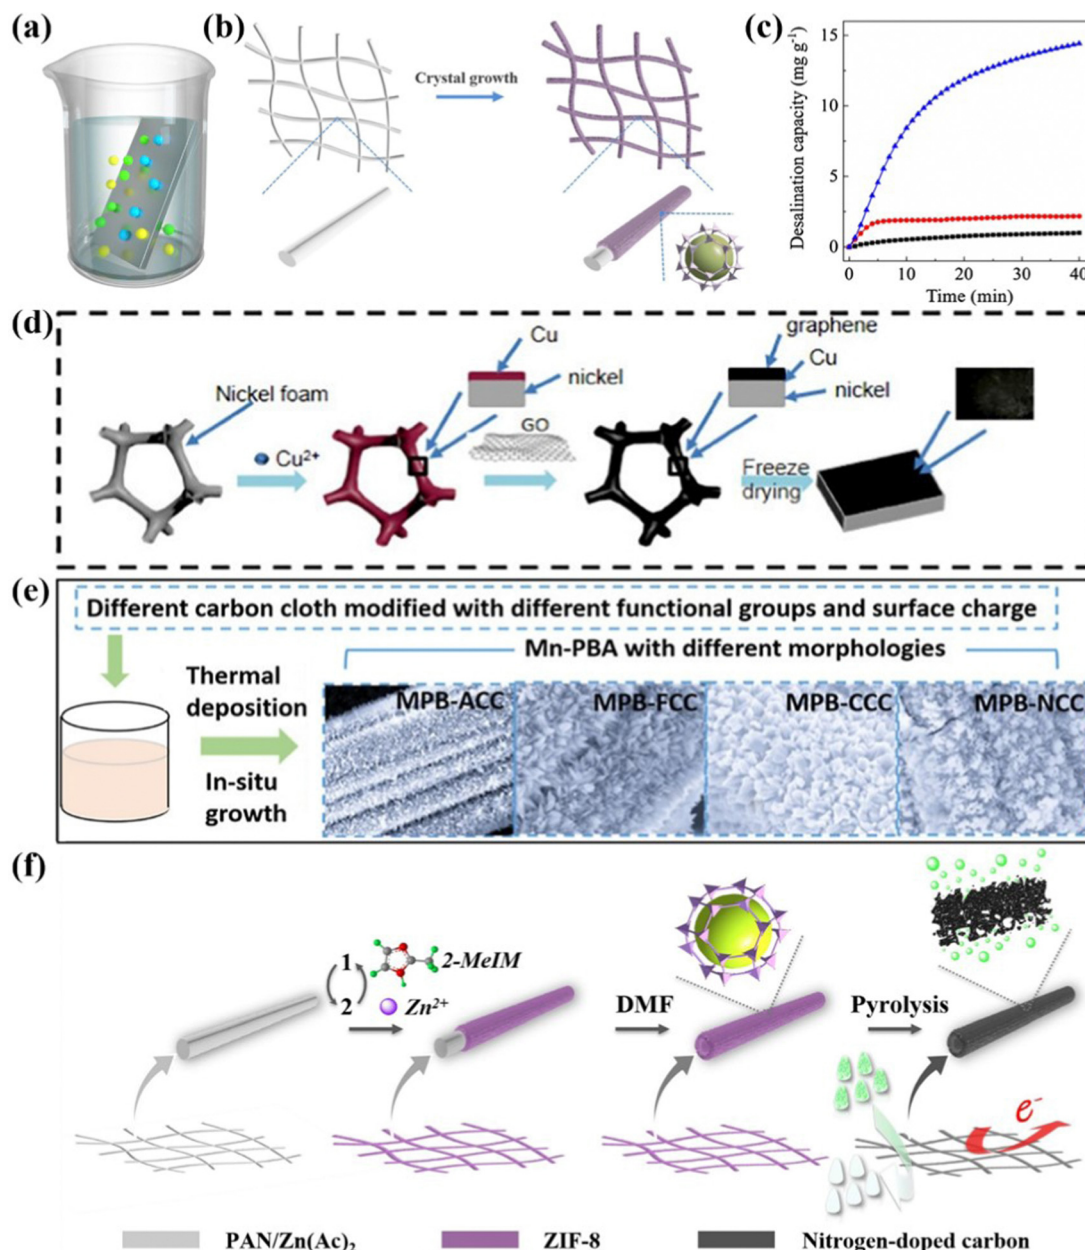 (a)
(b)
Crystal growth
(c)
Desalination capacity (mg g⁻¹)
15
10
5
0
0 10 20 30 40
Time (min)
(d)
Nickel foam
Cu²⁺
Cu
nickel
GO
graphene
Cu
nickel
Freeze
drying
(e)
Different carbon cloth modified with different functional groups and surface charge
Thermal
deposition
In-situ
growth
Mn-PBA with different morphologies
MPB-ACC MPB-FCC MPB-CCC MPB-NCC
(f)
1
2
2-MeIM
Zn²⁺
DMF
Pyrolysis
e⁻
PAN/Zn(Ac)₂ ZIF-8 Nitrogen-doped carbon